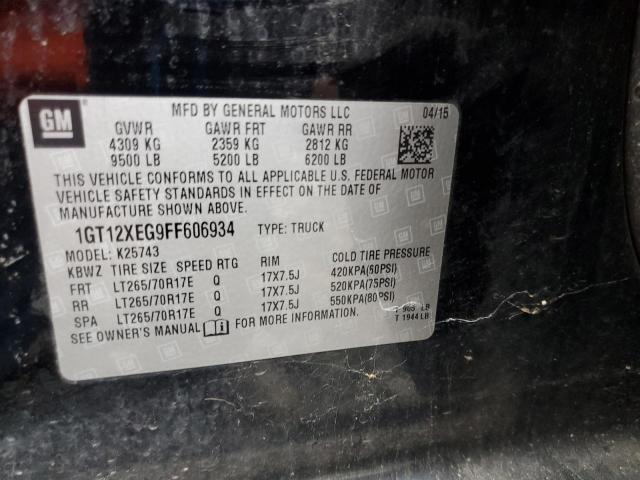 GM
MFD BY GENERAL MOTORS LLC 04/15
GVWR GAWR FRT GAWR RR
4309 KG 2359 KG 2812 KG
9500 LB 5200 LB 6200 LB
THIS VEHICLE CONFORMS TO ALL APPLICABLE U.S. FEDERAL MOTOR
VEHICLE SAFETY STANDARDS IN EFFECT ON THE DATE OF
MANUFACTURE SHOWN ABOVE.
1GT12XEG9FF606934 TYPE: TRUCK
MODEL: K25743
KBWZ TIRE SIZE SPEED RTG RIM COLD TIRE PRESSURE
FRT LT265/70R17E Q 17X7.5J 420KPA(60PSI)
RR LT265/70R17E Q 17X7.5J 520KPA(75PSI)
SPA LT265/70R17E Q 17X7.5J 550KPA(80PSI)
SEE OWNER'S MANUAL FOR MORE INFORMATION.
LB
T 1944 LB